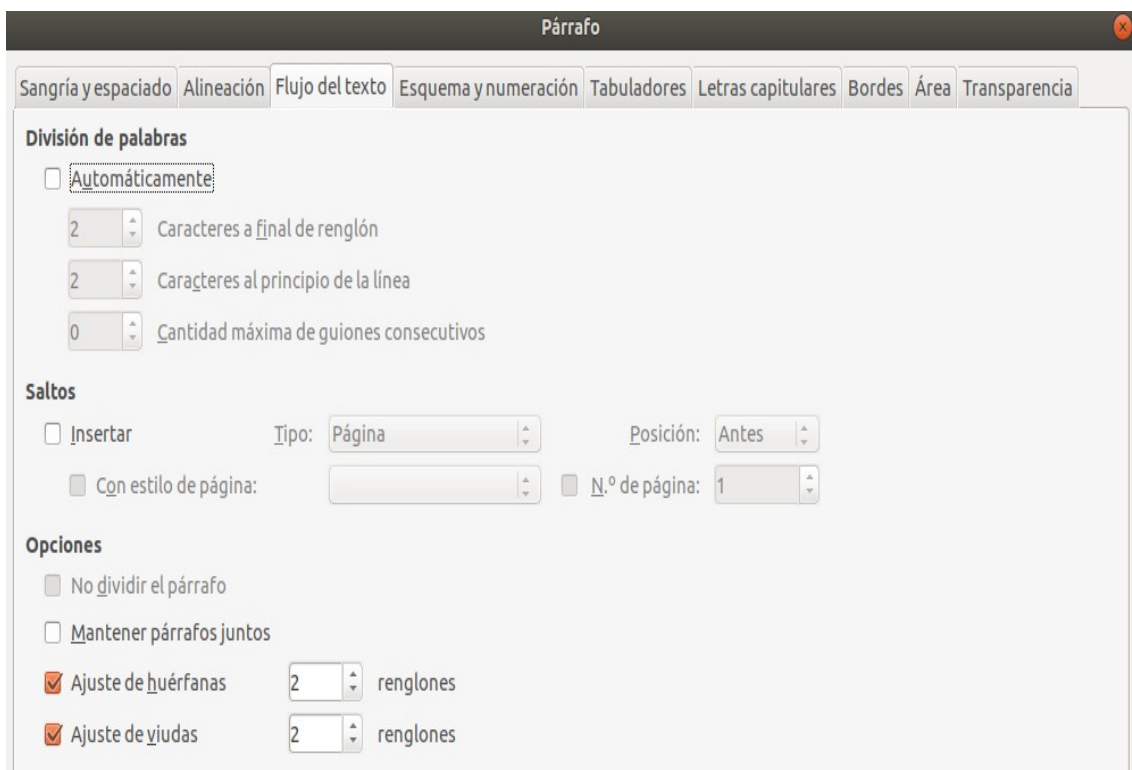 Párrafo
Sangría y espaciado Alineación Flujo del texto Esquema y numeración Tabuladores Letras capitulares Bordes Área Transparencia
División de palabras
Automáticamente
2 Caracteres a final de renglón
2 Caracteres al principio de la línea
0 Cantidad máxima de guiones consecutivos
Saltos
Insertar Tipo: Página Posición: Antes
Con estilo de página: N.º de página: 1
Opciones
No dividir el párrafo
Mantener párrafos juntos
Ajuste de huérfanas 2 renglones
Ajuste de viudas 2 renglones